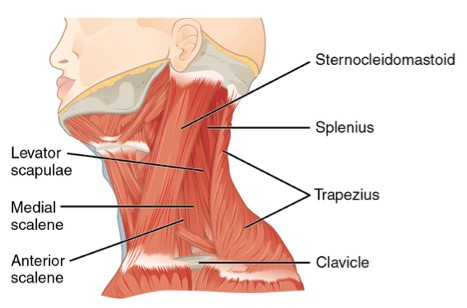 Sternocleidomastoid
Splenius
Levator
scapulae
Trapezius
Medial
scalene
Anterior
scalene
Clavicle